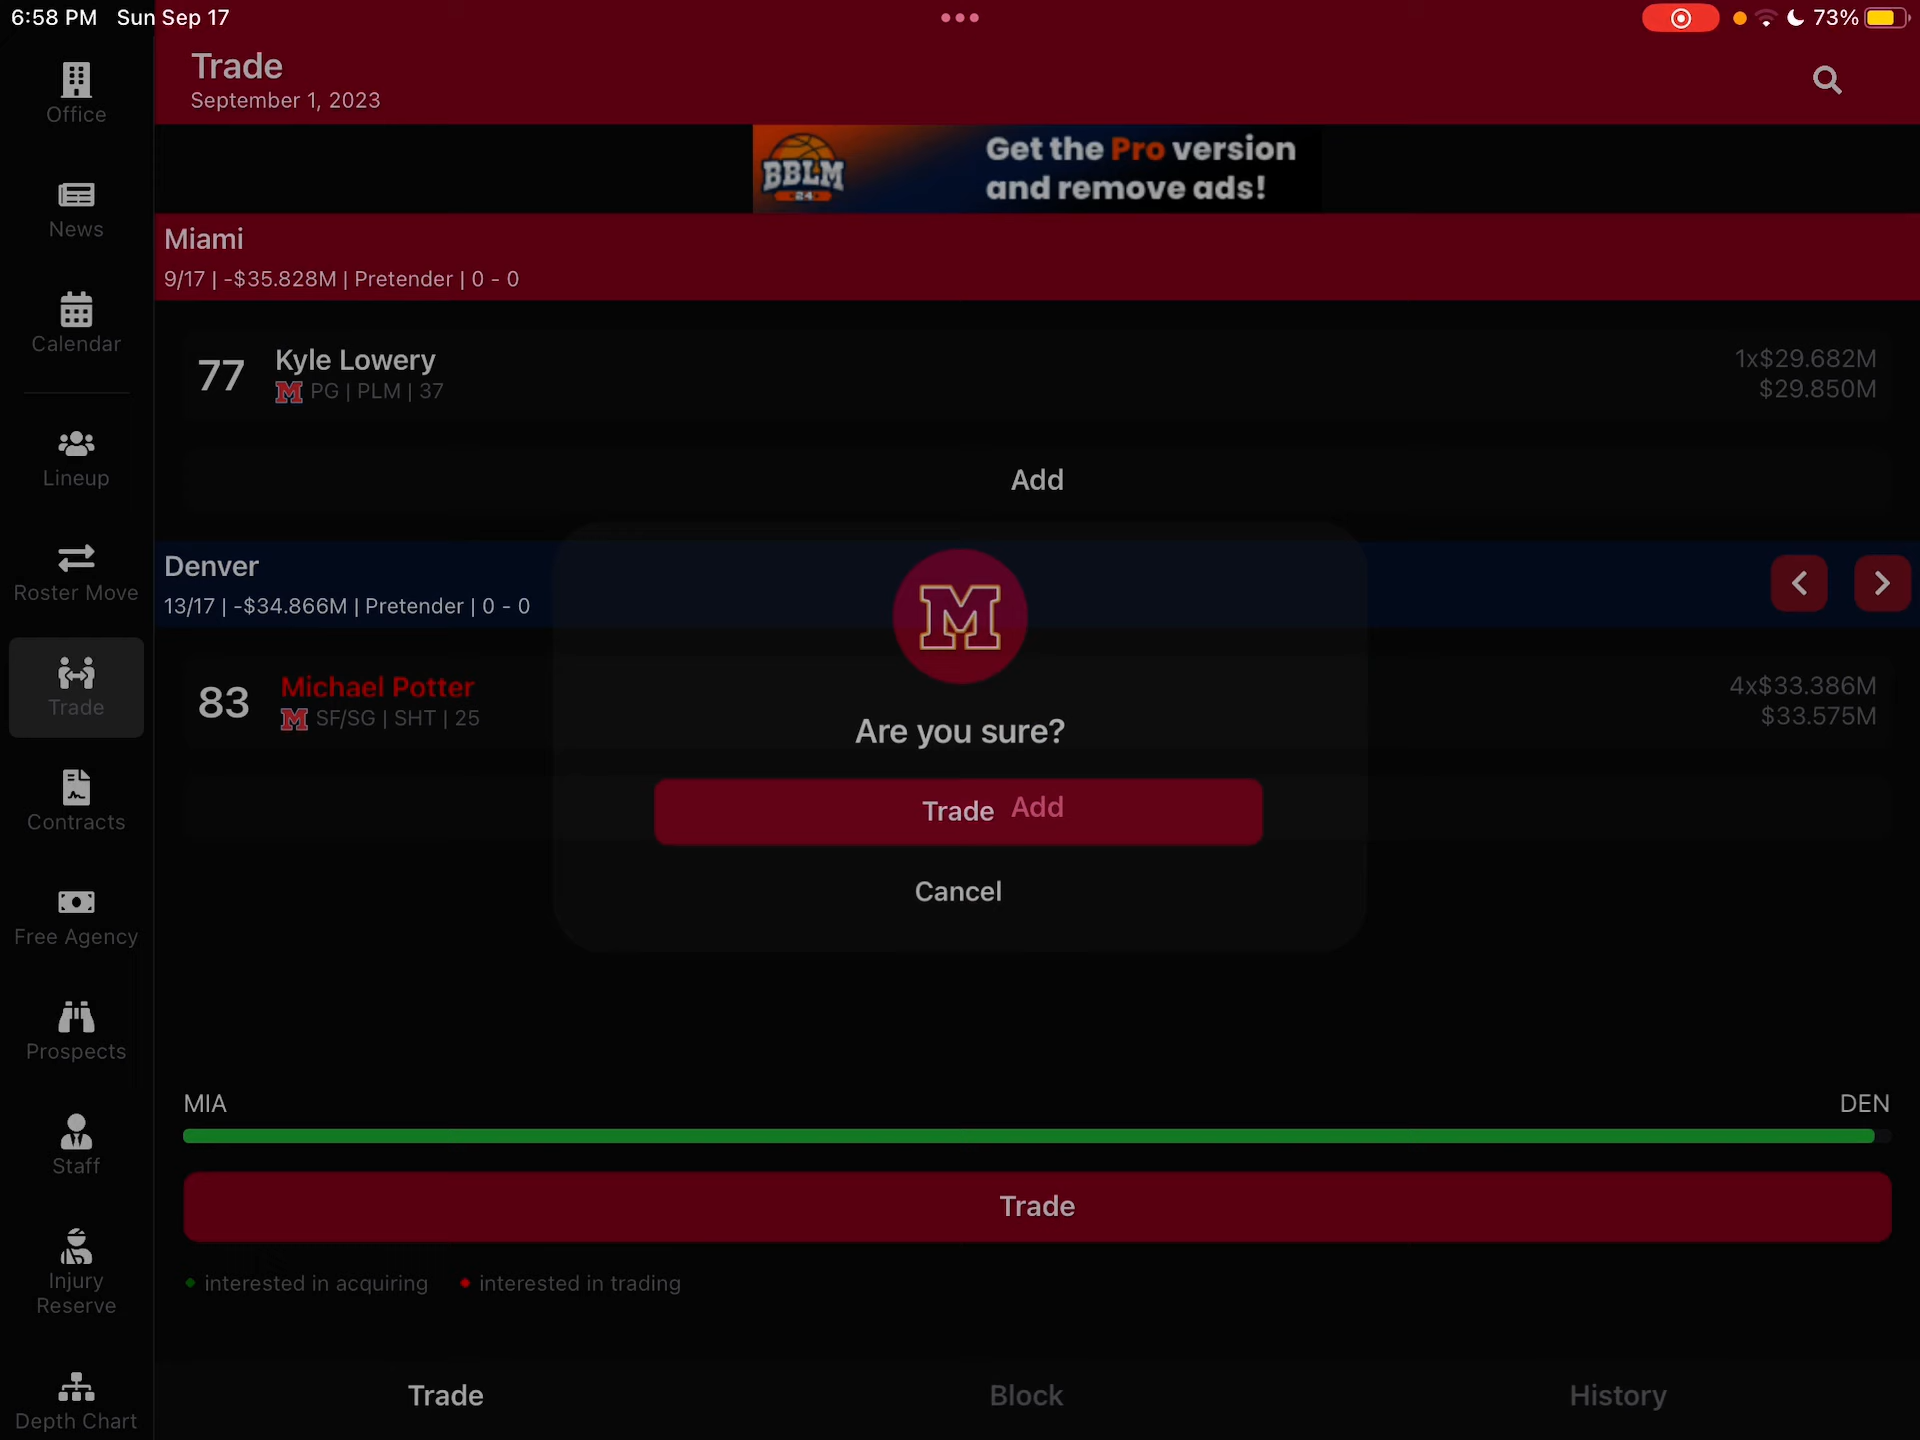 6:58 PM Sun Sep 17
73%
Trade
September 1, 2023
BBLM
24
Get the Pro version
and remove ads!
Office
News
Calendar
Lineup
Roster Move
Trade
Contracts
Free Agency
Prospects
Staff
Injury
Reserve
Depth Chart
Miami
9/17 | -$35.828M | Pretender | 0 - 0
77
Kyle Lowery
M PG | PLM | 37
1x$29.682M
$29.850M
Add
Denver
13/17 | -$34.866M | Pretender | 0 - 0
83
Michael Potter
M SF/SG | SHT | 25
4x$33.386M
$33.575M
M
Are you sure?
Trade
Add
Cancel
MIA
DEN
Trade
interested in acquiring
interested in trading
Trade
Block
History